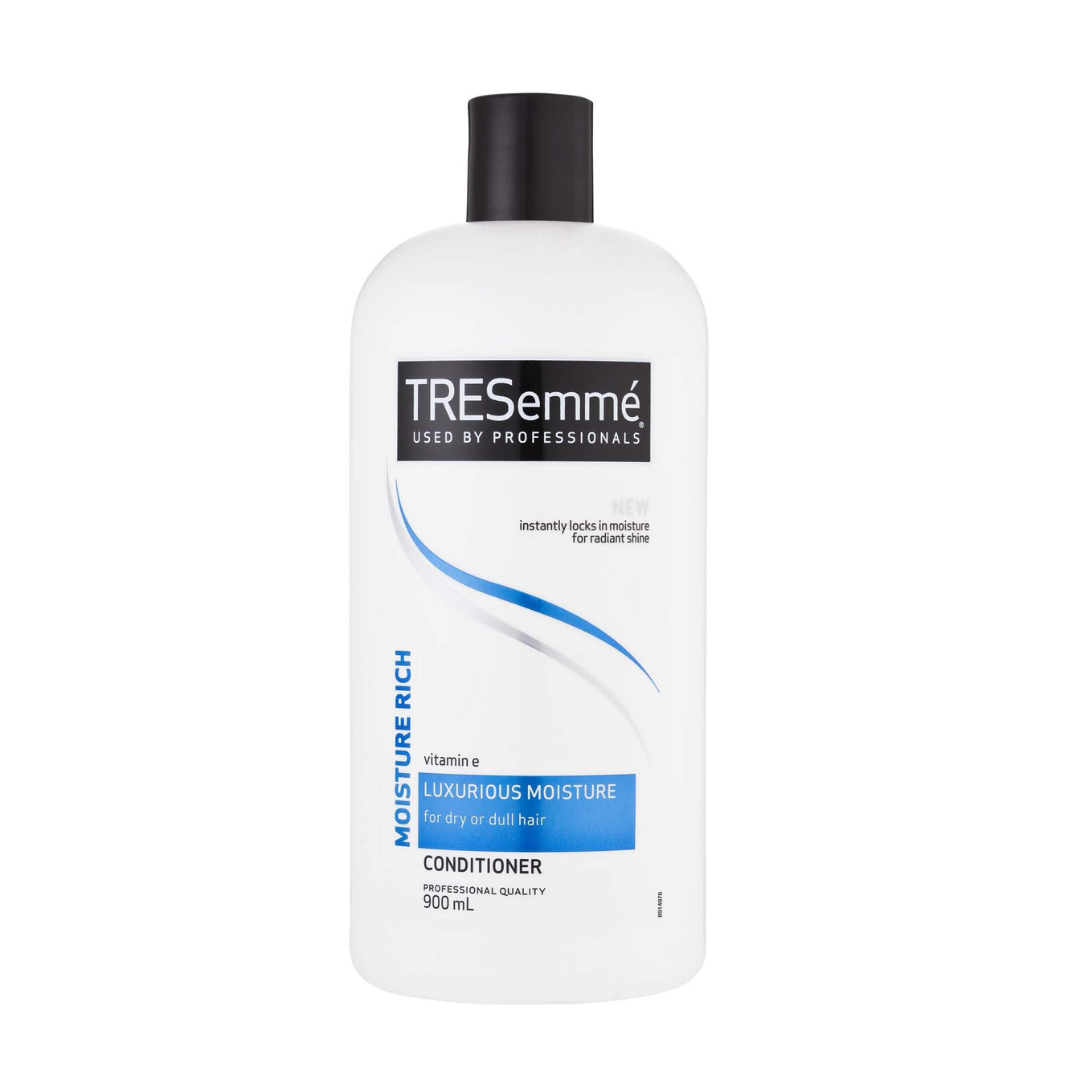 TRESemmé®
USED BY PROFESSIONALS
NEW
instantly locks in moisture
for radiant shine
MOISTURE RICH
vitamin e
LUXURIOUS MOISTURE
for dry or dull hair
CONDITIONER
PROFESSIONAL QUALITY
900 mL